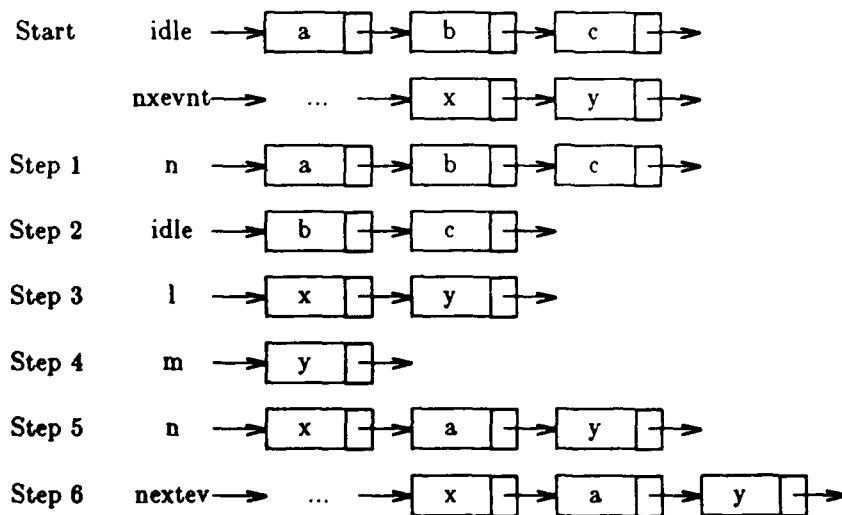 Start idle a b c
nxevnt ... x y
Step 1 n a b c
Step 2 idle b c
Step 3 l x y
Step 4 m y
Step 5 n x a y
Step 6 nextev ... x a y